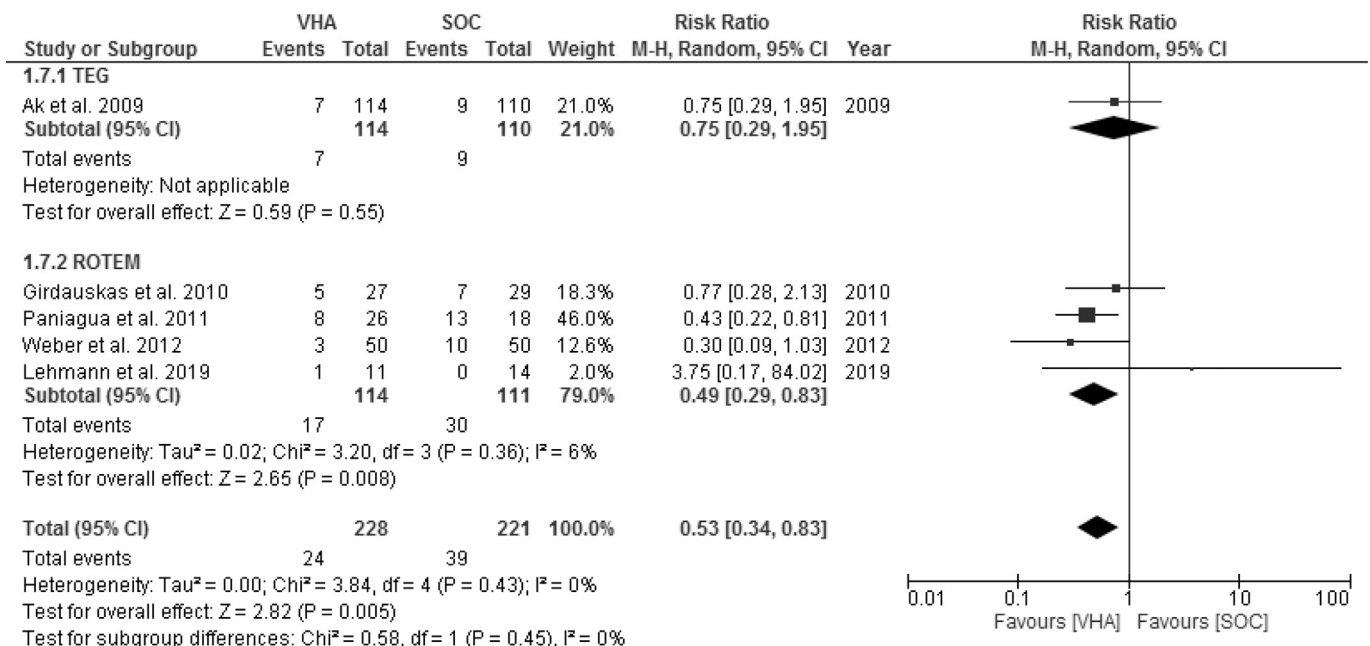 VHA SOC Risk Ratio Risk Ratio
Study or Subgroup Events Total Events Total Weight M-H, Random, 95% CI Year M-H, Random, 95% CI
1.7.1 TEG
Ak et al. 2009 7 114 9 110 21.0% 0.75 [0.29, 1.95] 2009
Subtotal (95% CI) 114 110 21.0% 0.75 [0.29, 1.95]
Total events 7 9
Heterogeneity: Not applicable
Test for overall effect: Z = 0.59 (P = 0.55)
1.7.2 ROTEM
Girdauskas et al. 2010 5 27 7 29 18.3% 0.77 [0.28, 2.13] 2010
Paniagua et al. 2011 8 26 13 18 46.0% 0.43 [0.22, 0.81] 2011
Weber et al. 2012 3 50 10 50 12.6% 0.30 [0.09, 1.03] 2012
Lehmann et al. 2019 1 11 0 14 2.0% 3.75 [0.17, 84.02] 2019
Subtotal (95% CI) 114 111 79.0% 0.49 [0.29, 0.83]
Total events 17 30
Heterogeneity: Tau² = 0.02; Chi² = 3.20, df = 3 (P = 0.36); I² = 6%
Test for overall effect: Z = 2.65 (P = 0.008)
Total (95% CI) 228 221 100.0% 0.53 [0.34, 0.83]
Total events 24 39
Heterogeneity: Tau² = 0.00; Chi² = 3.84, df = 4 (P = 0.43); I² = 0%
Test for overall effect: Z = 2.82 (P = 0.005)
Test for subgroup differences: Chi² = 0.58, df = 1 (P = 0.45), I² = 0%
0.01 0.1 1 10 100
Favours [VHA] Favours [SOC]